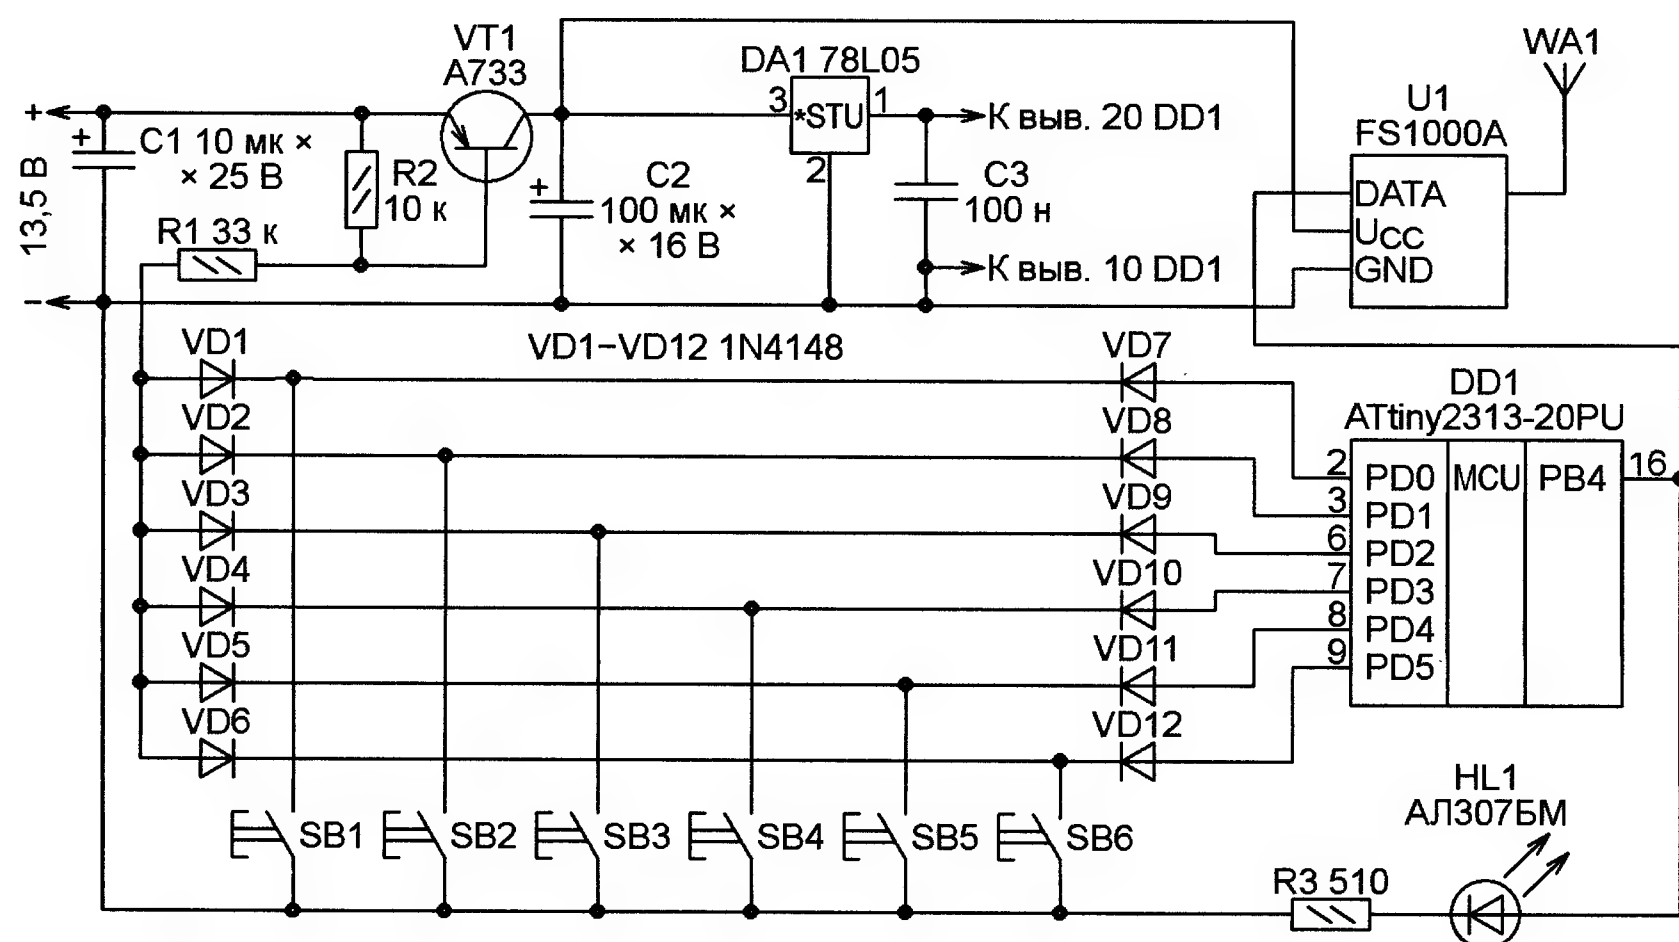 VT1
A733
DA1 78L05
WA1
U1
FS1000A
+
3
*STU
1
К выв. 20 DD1
+
C1 10 мк ×
× 25 В
13,5 В
R2
10 к
2
+
C2
100 мк ×
× 16 В
C3
100 н
DATA
UCC
GND
R1 33 к
К выв. 10 DD1
−
VD1
VD1−VD12 1N4148
VD7
DD1
ATtiny2313-20PU
VD2
VD8
2
PD0
MCU
PB4
16
VD3
VD9
3
PD1
6
PD2
VD4
VD10
7
PD3
8
PD4
VD5
VD11
9
PD5
VD6
VD12
HL1
АЛ307БМ
SB1
SB2
SB3
SB4
SB5
SB6
R3 510